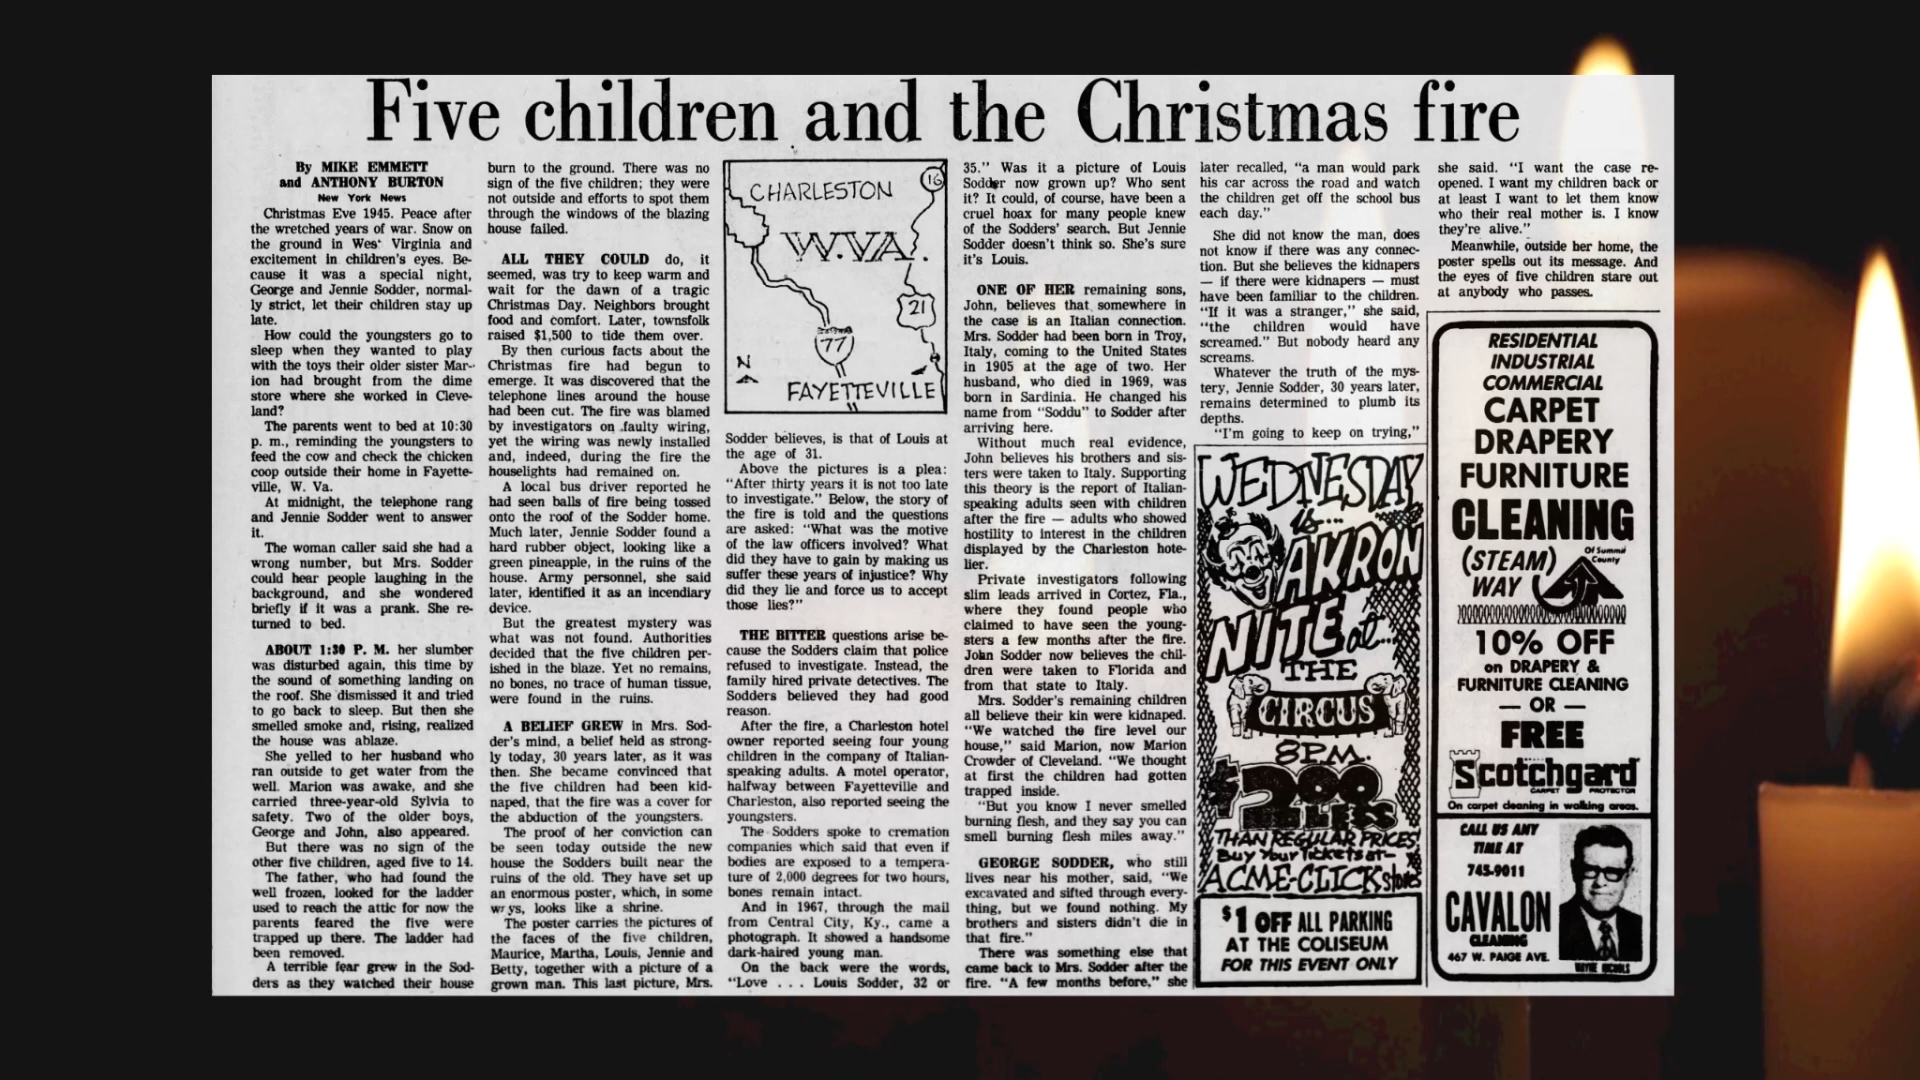 Five children and the Christmas fire
By MIKE EMMETT
and ANTHONY BURTON
New York News
Christmas Eve 1945. Peace after
the wretched years of war. Snow on
the ground in Wes' Virginia and
excitement in children's eyes. Be-
cause it was a special night,
George and Jennie Sodder, normal-
ly strict, let their children stay up
late.
How could the youngsters go to
sleep when they wanted to play
with the toys their older sister Mar-
ion had brought from the dime
store where she worked in Cleve-
land?
The parents went to bed at 10:30
p. m., reminding the youngsters to
feed the cow and check the chicken
coop outside their home in Fayette-
ville, W. Va.
At midnight, the telephone rang
and Jennie Sodder went to answer
it.
The woman caller said she had a
wrong number, but Mrs. Sodder
could hear people laughing in the
background, and she wondered
briefly if it was a prank. She re-
turned to bed.
ABOUT 1:30 P. M. her slumber
was disturbed again, this time by
the sound of something landing on
the roof. She dismissed it and tried
to go back to sleep. But then she
smelled smoke and, rising, realized
the house was ablaze.
She yelled to her husband who
ran outside to get water from the
well. Marion was awake, and she
carried three-year-old Sylvia to
safety. Two of the older boys,
George and John, also appeared.
But there was no sign of the
other five children, aged five to 14.
The father, who had found the
well frozen, looked for the ladder
used to reach the attic for now the
parents feared the five were
trapped up there. The ladder had
been removed.
A terrible fear grew in the Sod-
ders as they watched their house
burn to the ground. There was no
sign of the five children; they were
not outside and efforts to spot them
through the windows of the blazing
house failed.
ALL THEY COULD do, it
seemed, was try to keep warm and
wait for the dawn of a tragic
Christmas Day. Neighbors brought
food and comfort. Later, townsfolk
raised $1,500 to tide them over.
By then curious facts about the
Christmas fire had begun to
emerge. It was discovered that the
telephone lines around the house
had been cut. The fire was blamed
by investigators on faulty wiring,
yet the wiring was newly installed
and, indeed, during the fire the
houselights had remained on.
A local bus driver reported he
had seen balls of fire being tossed
onto the roof of the Sodder home.
Much later, Jennie Sodder found a
hard rubber object, looking like a
green pineapple, in the ruins of the
house. Army personnel, she said
later, identified it as an incendiary
device.
But the greatest mystery was
what was not found. Authorities
decided that the five children per-
ished in the blaze. Yet no remains,
no bones, no trace of human tissue,
were found in the ruins.
A BELIEF GREW in Mrs. Sod-
der's mind, a belief held as strong-
ly today, 30 years later, as it was
then. She became convinced that
the five children had been kid-
naped, that the fire was a cover for
the abduction of the youngsters.
The proof of her conviction can
be seen today outside the new
house the Sodders built near the
ruins of the old. They have set up
an enormous poster, which, in some
ways, looks like a shrine.
The poster carries the pictures of
the faces of the five children,
Maurice, Martha, Louis, Jennie and
Betty, together with a picture of a
grown man. This last picture, Mrs.
CHARLESTON
16
W.VA.
21
77
N
FAYETTEVILLE
Sodder believes, is that of Louis at
the age of 31.
Above the pictures is a plea:
"After thirty years it is not too late
to investigate." Below, the story of
the fire is told and the questions
are asked: "What was the motive
of the law officers involved? What
did they have to gain by making us
suffer these years of injustice? Why
did they lie and force us to accept
those lies?"
THE BITTER questions arise be-
cause the Sodders claim that police
refused to investigate. Instead, the
family hired private detectives. The
Sodders believed they had good
reason.
After the fire, a Charleston hotel
owner reported seeing four young
children in the company of Italian-
speaking adults. A motel operator,
halfway between Fayetteville and
Charleston, also reported seeing the
youngsters.
The Sodders spoke to cremation
companies which said that even if
bodies are exposed to a tempera-
ture of 2,000 degrees for two hours,
bones remain intact.
And in 1967, through the mail
from Central City, Ky., came a
photograph. It showed a handsome
dark-haired young man.
On the back were the words,
"Love . . . Louis Sodder, 32 or
35." Was it a picture of Louis
Sodder now grown up? Who sent
it? It could, of course, have been a
cruel hoax for many people knew
of the Sodders' search. But Jennie
Sodder doesn't think so. She's sure
it's Louis.
ONE OF HER remaining sons,
John, believes that somewhere in
the case is an Italian connection.
Mrs. Sodder had been born in Troy,
Italy, coming to the United States
in 1905 at the age of two. Her
husband, who died in 1969, was
born in Sardinia. He changed his
name from "Soddu" to Sodder after
arriving here.
Without much real evidence,
John believes his brothers and sis-
ters were taken to Italy. Supporting
this theory is the report of Italian-
speaking adults seen with children
after the fire — adults who showed
hostility to interest in the children
displayed by the Charleston hote-
lier.
Private investigators following
slim leads arrived in Cortez, Fla.,
where they found people who
claimed to have seen the young-
sters a few months after the fire.
John Sodder now believes the chil-
dren were taken to Florida and
from that state to Italy.
Mrs. Sodder's remaining children
all believe their kin were kidnaped.
"We watched the fire level our
house," said Marion, now Marion
Crowder of Cleveland. "We thought
at first the children had gotten
trapped inside.
"But you know I never smelled
burning flesh, and they say you can
smell burning flesh miles away."
GEORGE SODDER, who still
lives near his mother, said, "We
excavated and sifted through every-
thing, but we found nothing. My
brothers and sisters didn't die in
that fire."
There was something else that
came back to Mrs. Sodder after the
fire. "A few months before," she
later recalled, "a man would park
his car across the road and watch
the children get off the school bus
each day."
She did not know the man, does
not know if there was any connec-
tion. But she believes the kidnapers
— if there were kidnapers — must
have been familiar to the children.
"If it was a stranger," she said,
"the children would have
screamed." But nobody heard any
screams.
Whatever the truth of the mys-
tery, Jennie Sodder, 30 years later,
remains determined to plumb its
depths.
"I'm going to keep on trying,"
she said. "I want the case re-
opened. I want my children back or
at least I want to let them know
who their real mother is. I know
they're alive."
Meanwhile, outside her home, the
poster spells out its message. And
the eyes of five children stare out
at anybody who passes.
WEDNESDAY
is...
AKRON
NITE at...
THE
CIRCUS
8PM.
$2.00
LESS
THAN REGULAR PRICES
Buy Your Tickets at-
ACME-CLICK stores
$1 OFF ALL PARKING
AT THE COLISEUM
FOR THIS EVENT ONLY
RESIDENTIAL
INDUSTRIAL
COMMERCIAL
CARPET
DRAPERY
FURNITURE
CLEANING
(STEAM)
WAY
Of Summit
County
10% OFF
on DRAPERY &
FURNITURE CLEANING
— OR —
FREE
Scotchgard
CARPET PROTECTOR
On carpet cleaning in walking areas.
CALL US ANY
TIME AT
745-9011
CAVALON
CLEANING
467 W. PAIGE AVE.
WAYNE NICHOLS